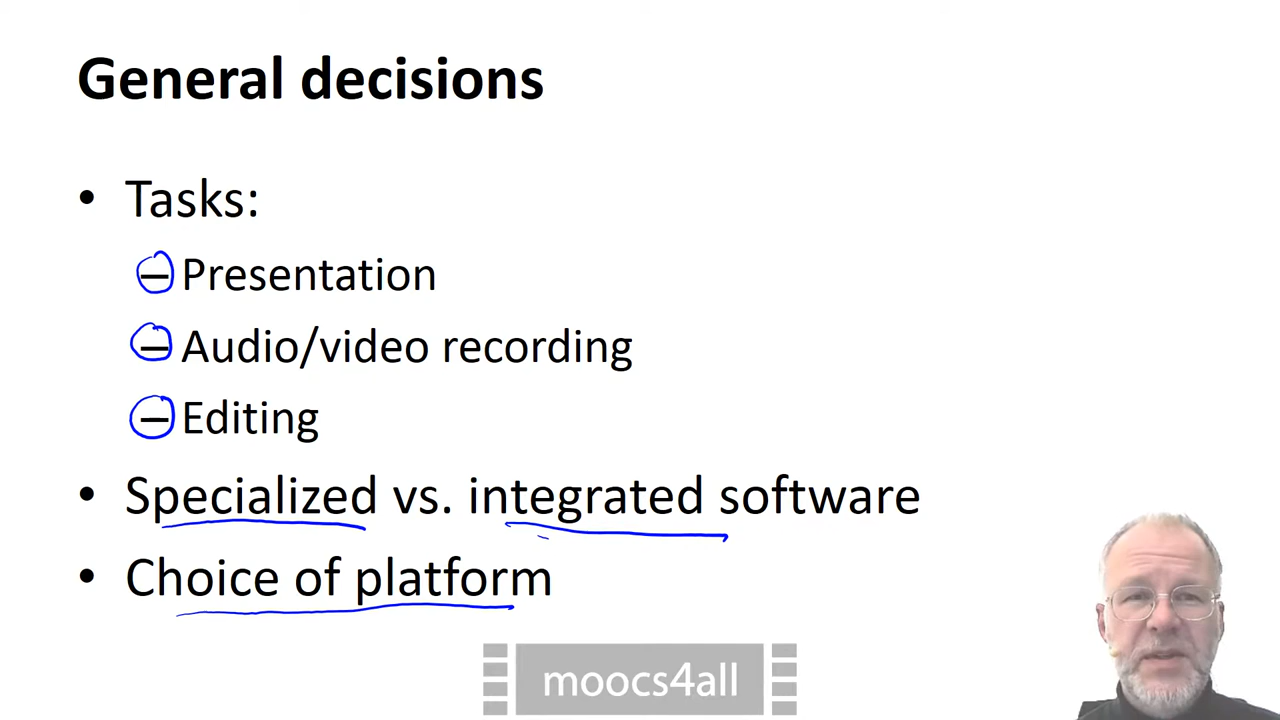 General decisions
• Tasks:
– Presentation
– Audio/video recording
– Editing
• Specialized vs. integrated software
• Choice of platform
moocs4all